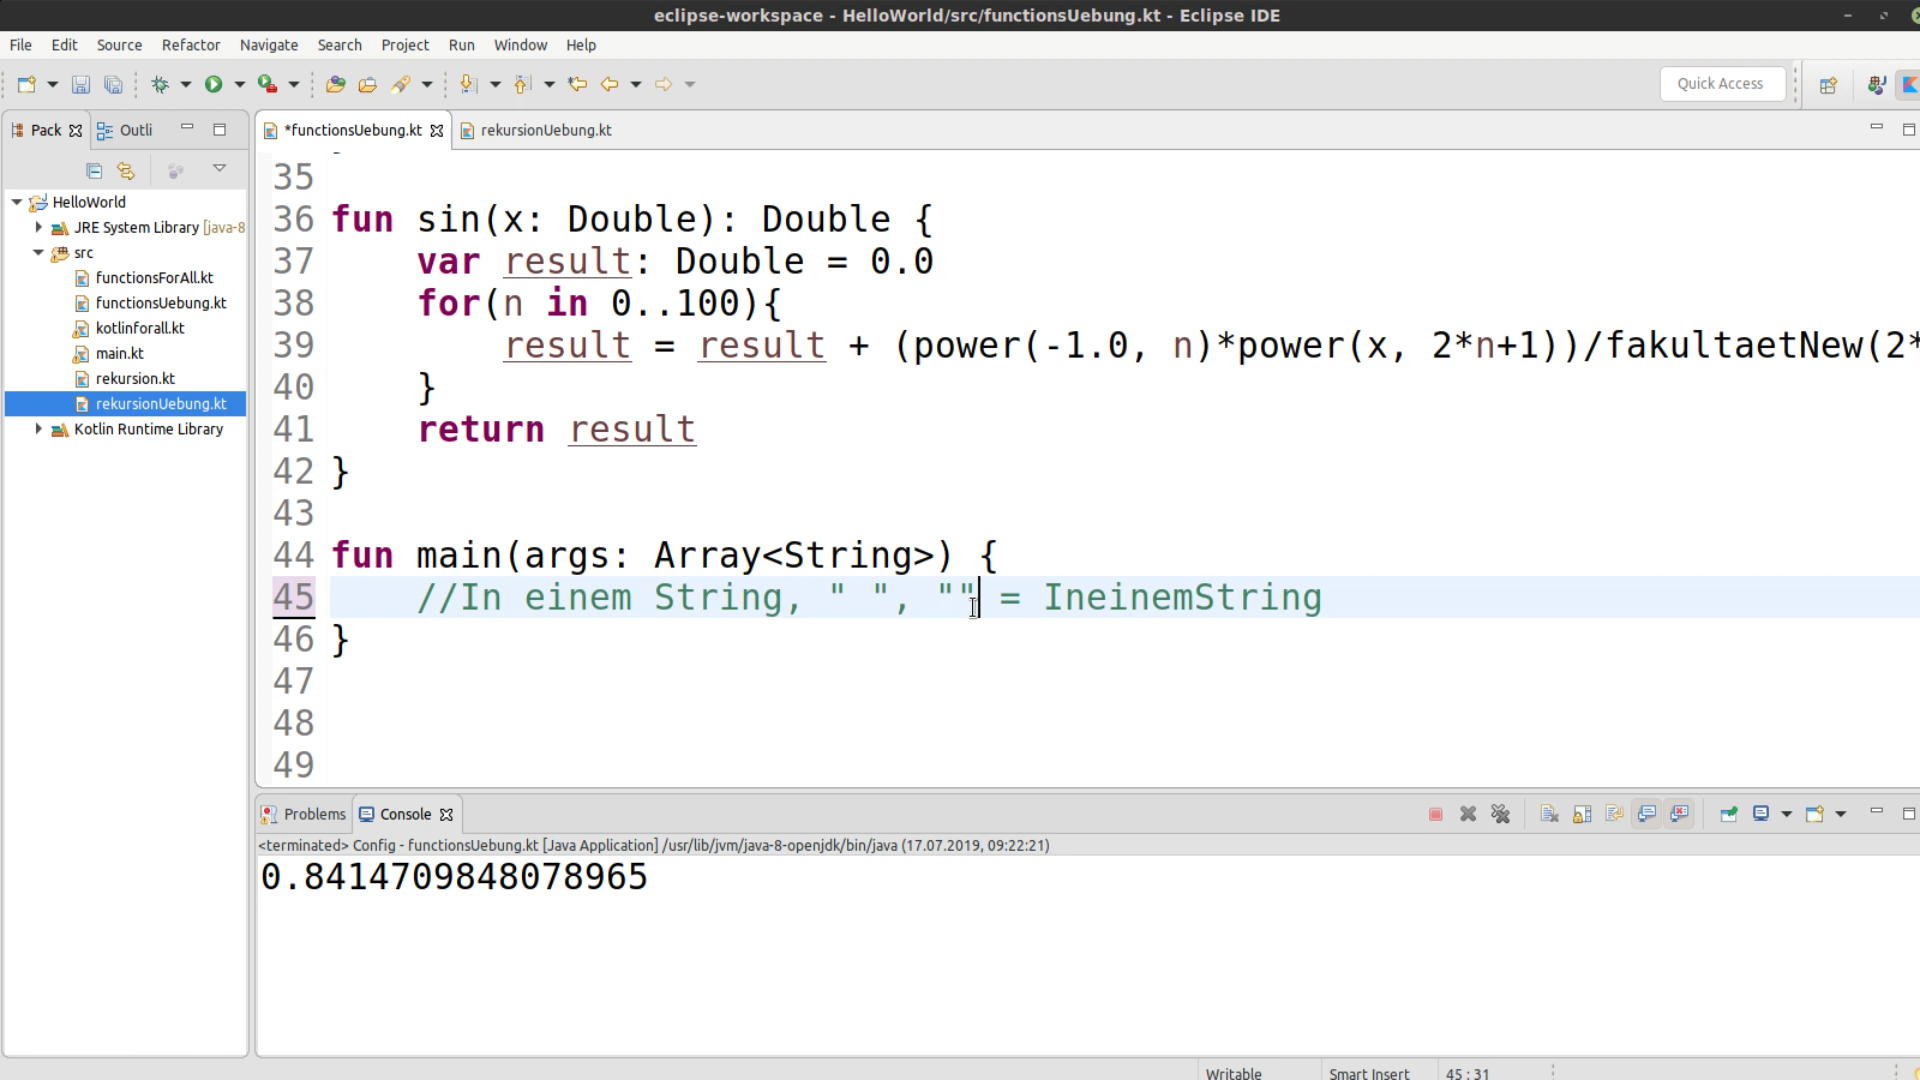 eclipse-workspace - HelloWorld/src/functionsUebung.kt - Eclipse IDE
File Edit Source Refactor Navigate Search Project Run Window Help
Quick Access
Pack Outli
*functionsUebung.kt rekursionUebung.kt
HelloWorld
JRE System Library [java-8
src
functionsForAll.kt
functionsUebung.kt
kotlinforall.kt
main.kt
rekursion.kt
rekursionUebung.kt
Kotlin Runtime Library
35
36 fun sin(x: Double): Double {
37 var result: Double = 0.0
38 for(n in 0..100){
39 result = result + (power(-1.0, n)*power(x, 2*n+1))/fakultaetNew(2*
40 }
41 return result
42 }
43
44 fun main(args: Array<String>) {
45 //In einem String, " ", "" = IneinemString
46 }
47
48
49
Problems Console
<terminated> Config - functionsUebung.kt [Java Application] /usr/lib/jvm/java-8-openjdk/bin/java (17.07.2019, 09:22:21)
0.8414709848078965
Writable Smart Insert 45 : 31